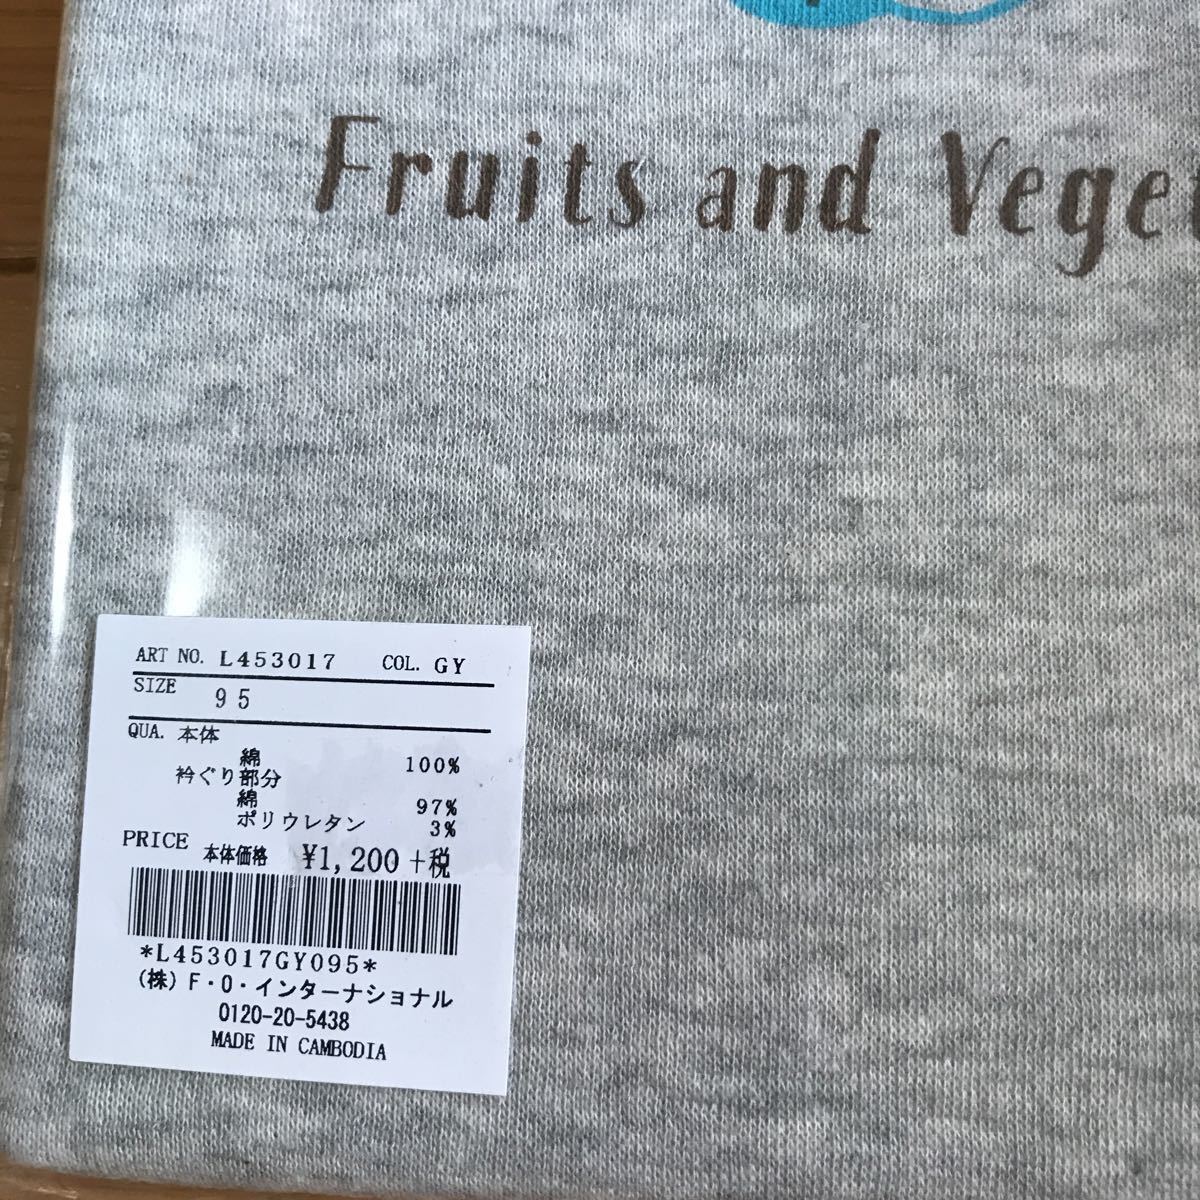 Fruits and Veget
ART NO. L453017 COL. GY
SIZE 95
QUA. 本体
綿 100%
衿ぐり部分
綿 97%
ポリウレタン 3%
PRICE 本体価格 ¥1,200+税
*L453017GY095*
(株)F・O・インターナショナル
0120-20-5438
MADE IN CAMBODIA